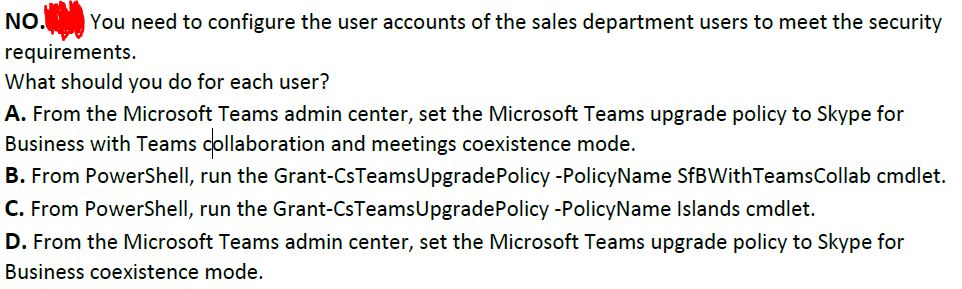 NO. You need to configure the user accounts of the sales department users to meet the security
requirements.
What should you do for each user?
A. From the Microsoft Teams admin center, set the Microsoft Teams upgrade policy to Skype for
Business with Teams collaboration and meetings coexistence mode.
B. From PowerShell, run the Grant-CsTeamsUpgradePolicy -PolicyName SfBWithTeamsCollab cmdlet.
C. From PowerShell, run the Grant-CsTeamsUpgradePolicy -PolicyName Islands cmdlet.
D. From the Microsoft Teams admin center, set the Microsoft Teams upgrade policy to Skype for
Business coexistence mode.